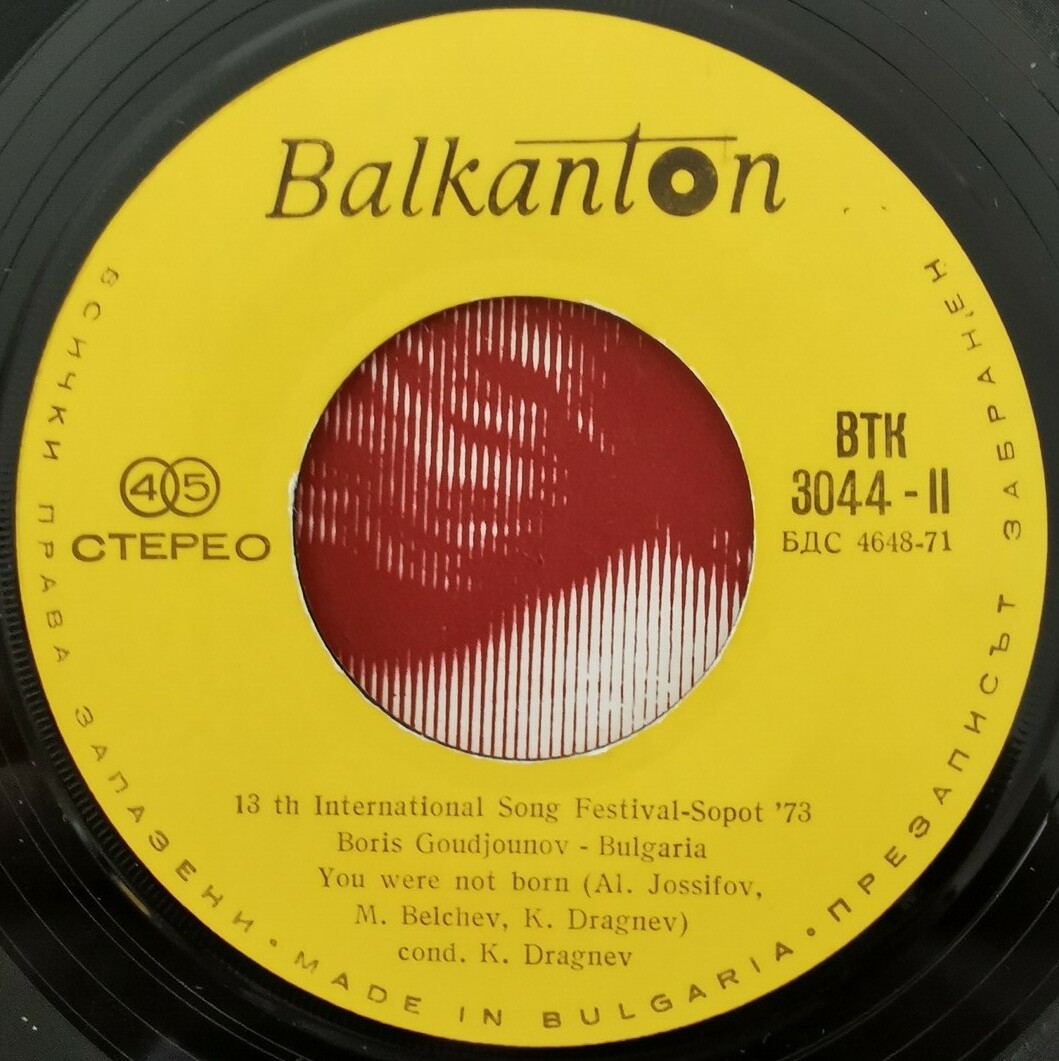 Balkanton
ВСИЧКИ ПРАВА ЗАПАЗЕНИ • MADE IN BULGARIA • ПРЕЗАПИСЪТ ЗАБРАНЕН
45
СТЕРЕО
ВТК
3044 - II
БДС 4648-71
13 th International Song Festival-Sopot '73
Boris Goudjounov - Bulgaria
You were not born (Al. Jossifov,
M. Belchev, K. Dragnev)
cond. K. Dragnev